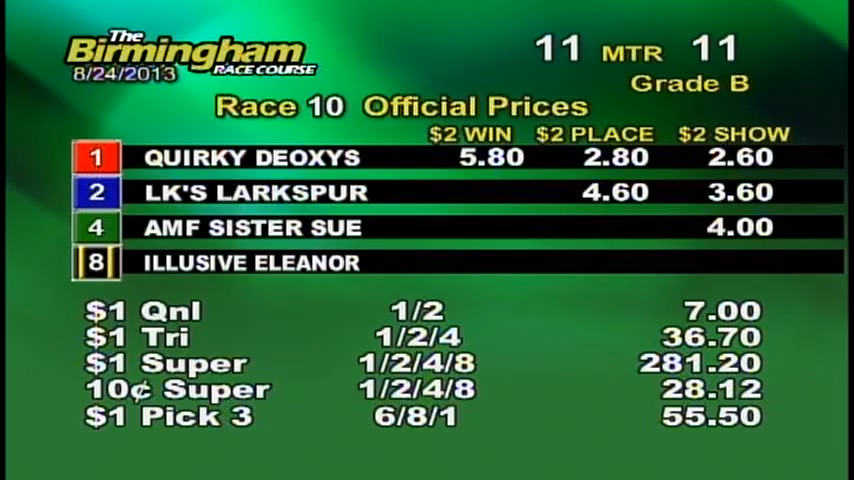 The
Birmingham
RACE COURSE
8/24/2013
11 MTR 11
Grade B
Race 10 Official Prices
$2 WIN $2 PLACE $2 SHOW
1 QUIRKY DEOXYS 5.80 2.80 2.60
2 LK'S LARKSPUR 4.60 3.60
4 AMF SISTER SUE 4.00
8 ILLUSIVE ELEANOR
$1 Qnl 1/2 7.00
$1 Tri 1/2/4 36.70
$1 Super 1/2/4/8 281.20
10¢ Super 1/2/4/8 28.12
$1 Pick 3 6/8/1 55.50